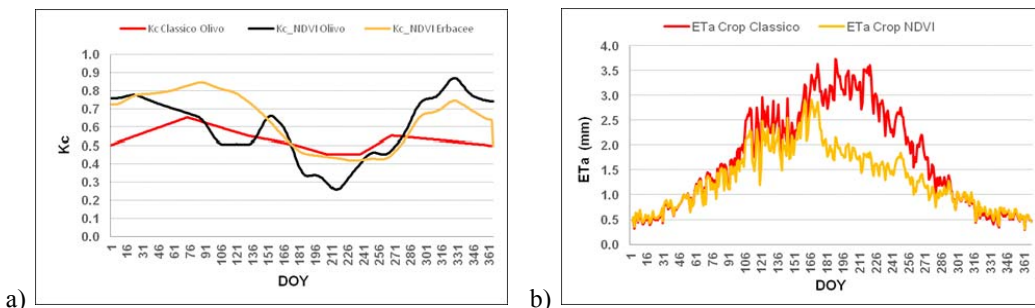 Kc Classico Olivo Kc_NDVI Olivo Kc_NDVI Erbacee
1.0
0.9
0.8
0.7
0.6
0.5
0.4
0.3
0.2
0.1
0.0
Kc
1 16 31 46 61 76 91 106 121 136 151 166 181 196 211 226 241 256 271 286 301 316 331 346 361
DOY
a)
ETa Crop Classico ETa Crop NDVI
4.0
3.5
3.0
2.5
2.0
1.5
1.0
0.5
0.0
ETa (mm)
1 16 31 46 61 76 91 106 121 136 151 166 181 196 211 226 241 256 271 286 301 316 331 346 361
DOY
b)